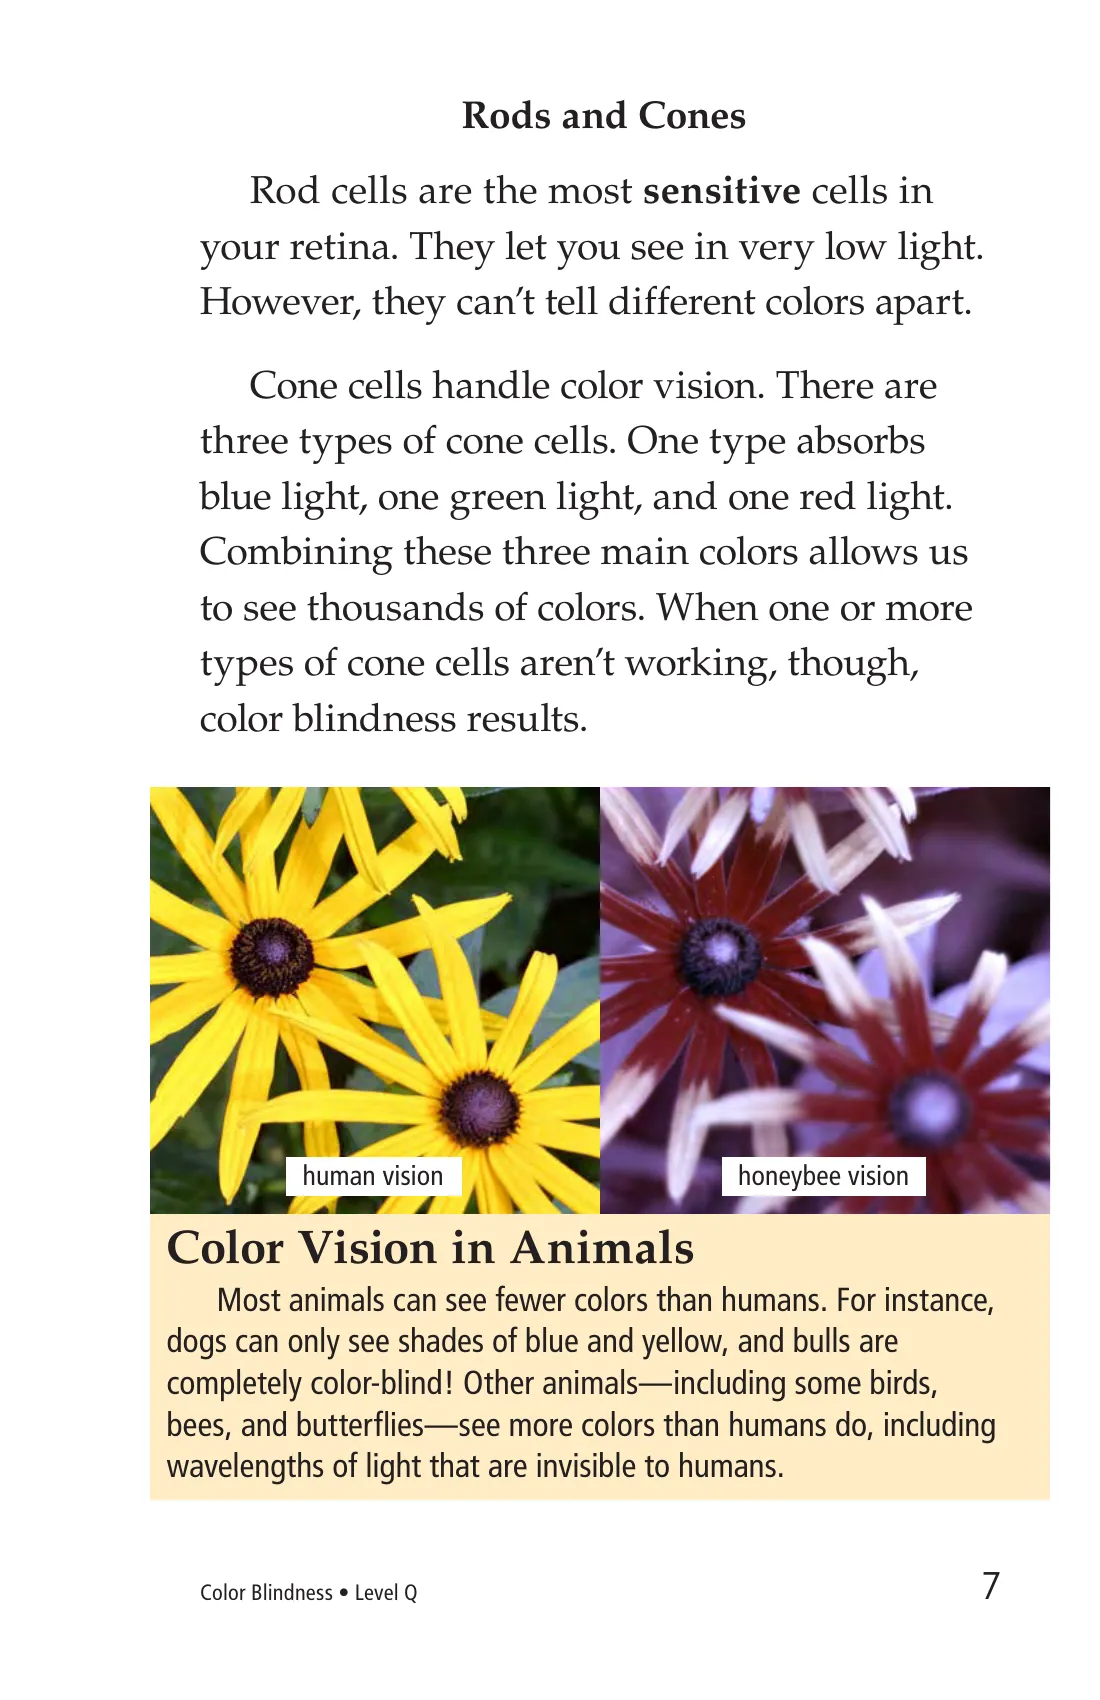 Rods and Cones
Rod cells are the most sensitive cells in
your retina. They let you see in very low light.
However, they can’t tell different colors apart.
Cone cells handle color vision. There are
three types of cone cells. One type absorbs
blue light, one green light, and one red light.
Combining these three main colors allows us
to see thousands of colors. When one or more
types of cone cells aren’t working, though,
color blindness results.
human vision
honeybee vision
Color Vision in Animals
Most animals can see fewer colors than humans. For instance,
dogs can only see shades of blue and yellow, and bulls are
completely color-blind! Other animals—including some birds,
bees, and butterflies—see more colors than humans do, including
wavelengths of light that are invisible to humans.
Color Blindness • Level Q
7